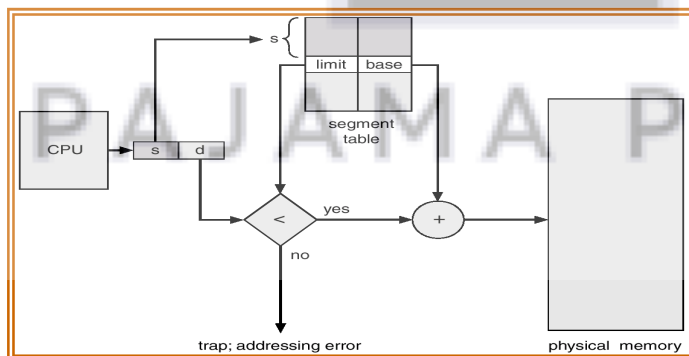 s
limit base
segment
table
PAJAMA P
CPU
s d
<
yes
+
no
trap; addressing error
physical memory